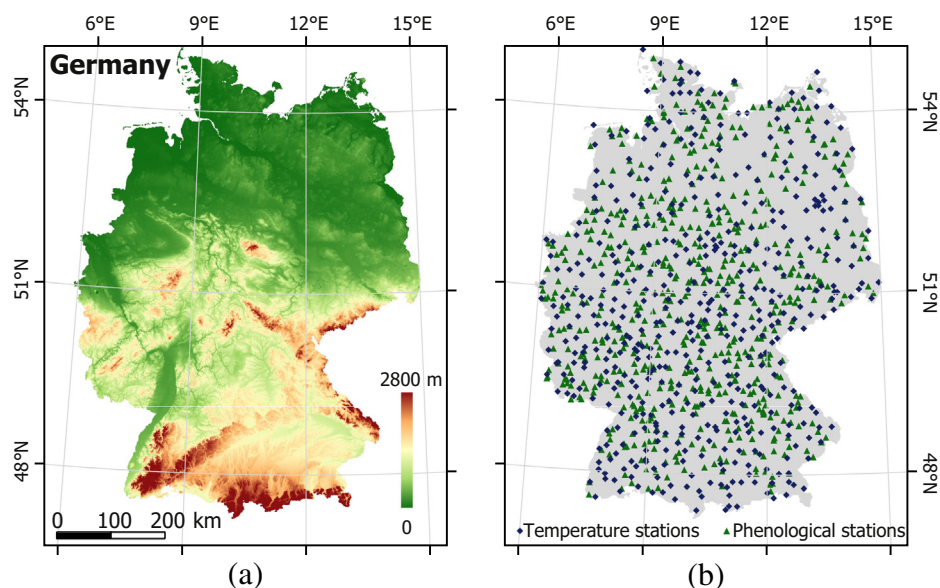 6°E 9°E 12°E 15°E
6°E 9°E 12°E 15°E
Germany
54°N
51°N
48°N
2800 m
0
0 100 200 km
54°N
51°N
48°N
Temperature stations Phenological stations
(a)
(b)